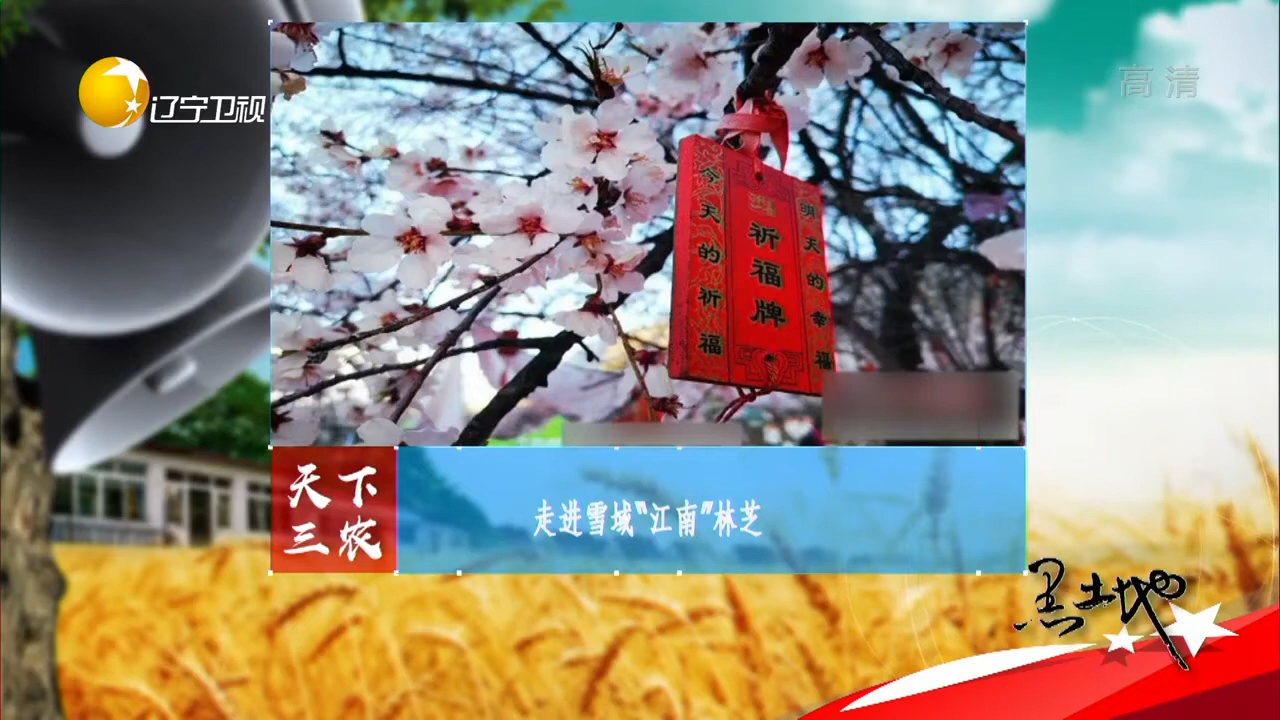 辽宁卫视
高清
今天的祈福
祈福牌
明天的幸福
天下
三农
走进雪域“江南”林芝
黑土地